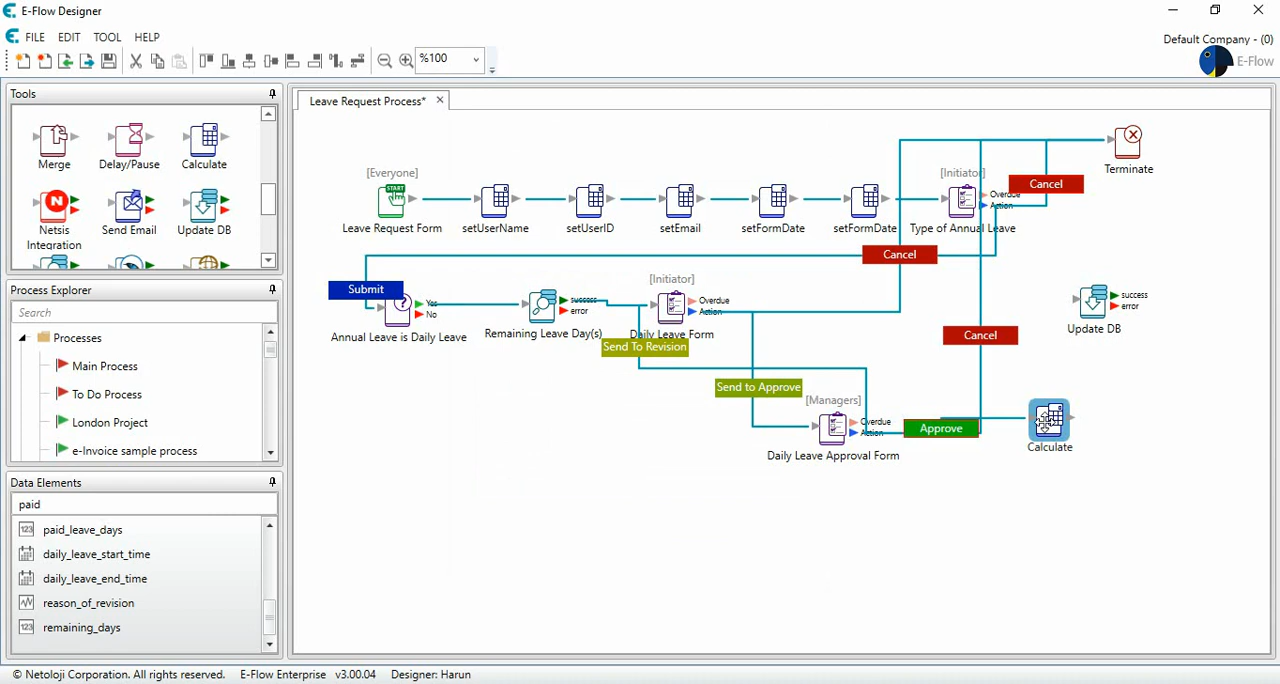 E-Flow Designer
FILE EDIT TOOL HELP
Default Company - (0)
%100
E-Flow
Tools
Merge
Delay/Pause
Calculate
Netsis
Integration
Send Email
Update DB
Process Explorer
Search
Processes
Main Process
To Do Process
London Project
e-Invoice sample process
Data Elements
paid
paid_leave_days
daily_leave_start_time
daily_leave_end_time
reason_of_revision
remaining_days
Leave Request Process*
[Everyone]
START
Leave Request Form
setUserName
setUserID
setEmail
setFormDate
setFormDate
[Initiator]
Overdue
Action
Type of Annual Leave
Terminate
Cancel
Cancel
Submit
Yes
No
Annual Leave is Daily Leave
success
error
Remaining Leave Day(s)
[Initiator]
Overdue
Action
Daily Leave Form
Send To Revision
success
error
Update DB
Cancel
Send to Approve
[Managers]
Overdue
Action
Daily Leave Approval Form
Approve
Calculate
© Netoloji Corporation. All rights reserved. E-Flow Enterprise v3.00.04 Designer: Harun